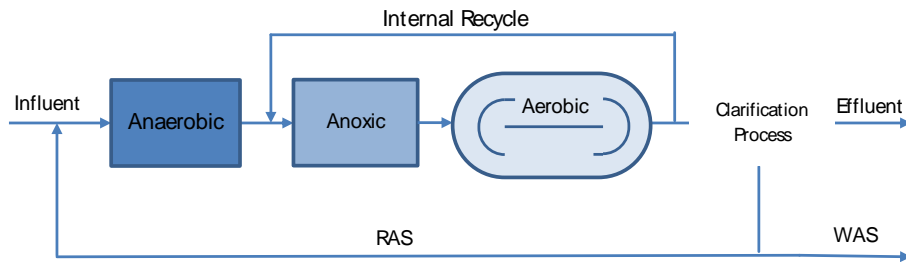 Internal Recycle
Influent
Anaerobic
Anoxic
Aerobic
Clarification
Process
Effluent
RAS
WAS